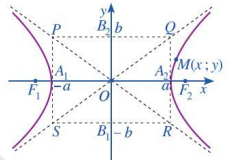 y
P B₂ b Q
A₁ A₂ M(x ; y)
F₁ −a O a F₂ x
S B₁ −b R